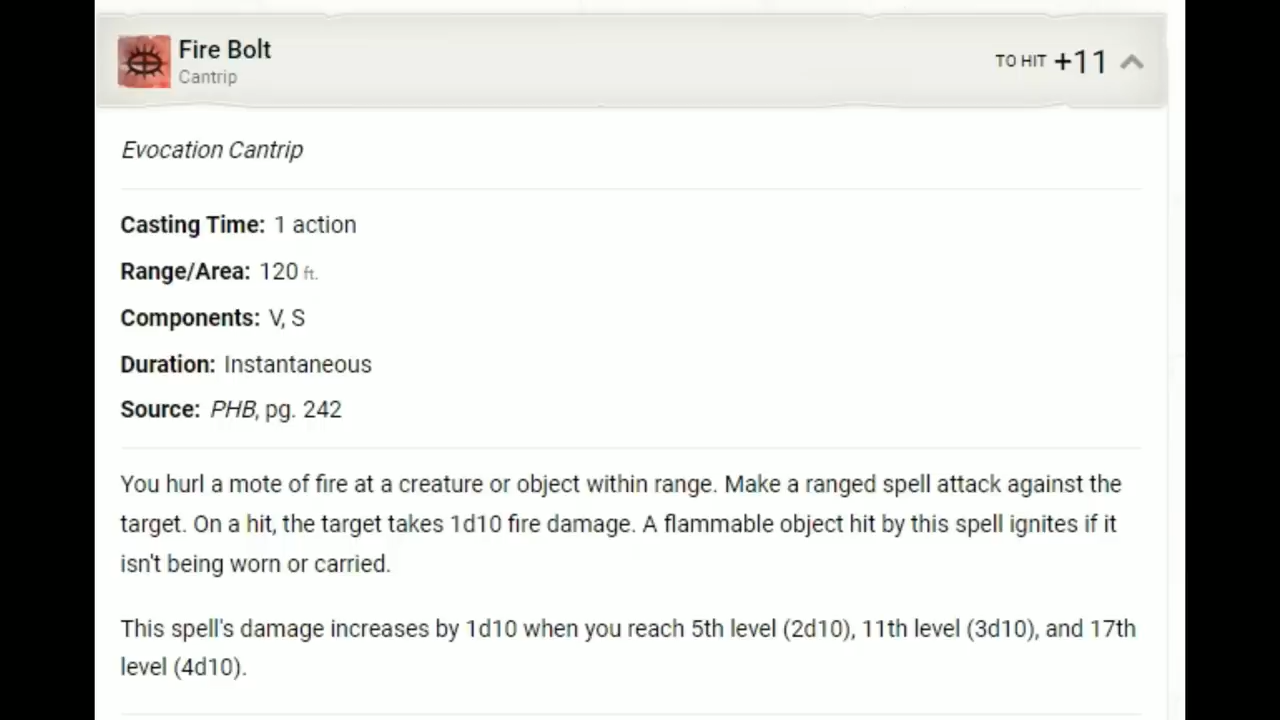 Fire Bolt
Cantrip
TO HIT +11
Evocation Cantrip
Casting Time: 1 action
Range/Area: 120 ft.
Components: V, S
Duration: Instantaneous
Source: PHB, pg. 242
You hurl a mote of fire at a creature or object within range. Make a ranged spell attack against the
target. On a hit, the target takes 1d10 fire damage. A flammable object hit by this spell ignites if it
isn't being worn or carried.
This spell's damage increases by 1d10 when you reach 5th level (2d10), 11th level (3d10), and 17th
level (4d10).